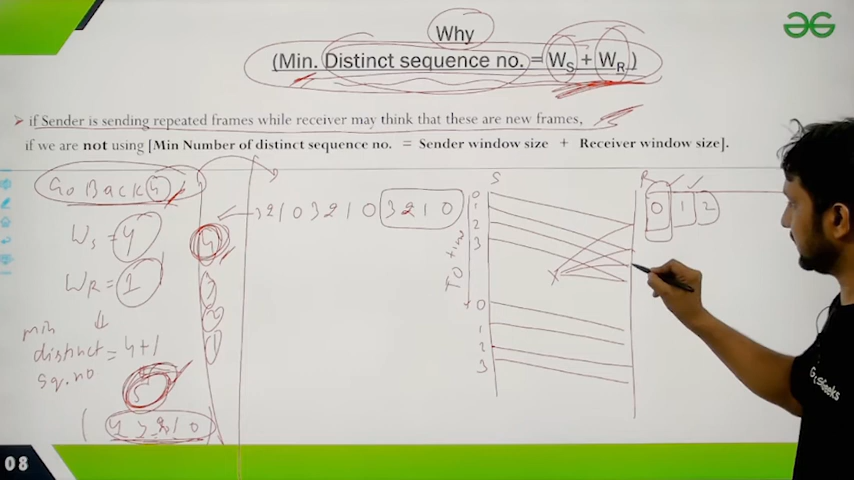 Why
(Min. Distinct sequence no. = WS + WR)
if Sender is sending repeated frames while receiver may think that these are new frames,
if we are not using [Min Number of distinct sequence no. = Sender window size + Receiver window size].
Go Back 4
WS = 4
WR = 1
min
distinct = 4+1
sq. no
5
4 3 2 1 0
4
3
2
1
3 2 1 0 3 2 1 0 3 2 1 0
TO time
S
0
1
2
3
0
1
2
3
R
0 1 2
X
08